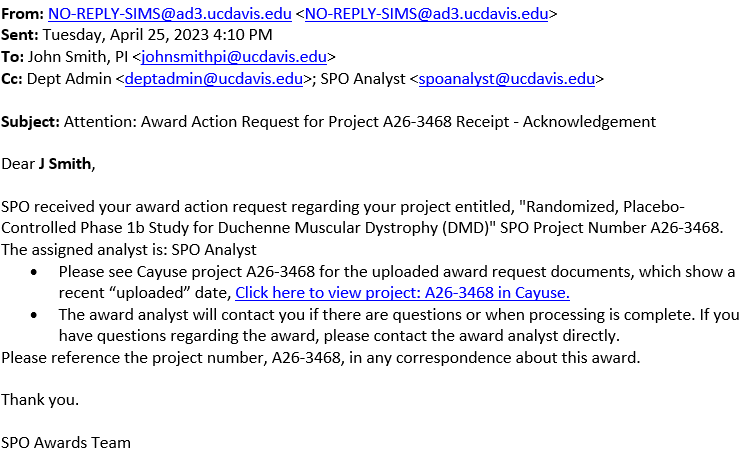 From: NO-REPLY-SIMS@ad3.ucdavis.edu <NO-REPLY-SIMS@ad3.ucdavis.edu>
Sent: Tuesday, April 25, 2023 4:10 PM
To: John Smith, PI <johnsmithpi@ucdavis.edu>
Cc: Dept Admin <deptadmin@ucdavis.edu>; SPO Analyst <spoanalyst@ucdavis.edu>
Subject: Attention: Award Action Request for Project A26-3468 Receipt - Acknowledgement
Dear J Smith,
SPO received your award action request regarding your project entitled, "Randomized, Placebo-
Controlled Phase 1b Study for Duchenne Muscular Dystrophy (DMD)" SPO Project Number A26-3468.
The assigned analyst is: SPO Analyst
• Please see Cayuse project A26-3468 for the uploaded award request documents, which show a
recent “uploaded” date, Click here to view project: A26-3468 in Cayuse.
• The award analyst will contact you if there are questions or when processing is complete. If you
have questions regarding the award, please contact the award analyst directly.
Please reference the project number, A26-3468, in any correspondence about this award.
Thank you.
SPO Awards Team